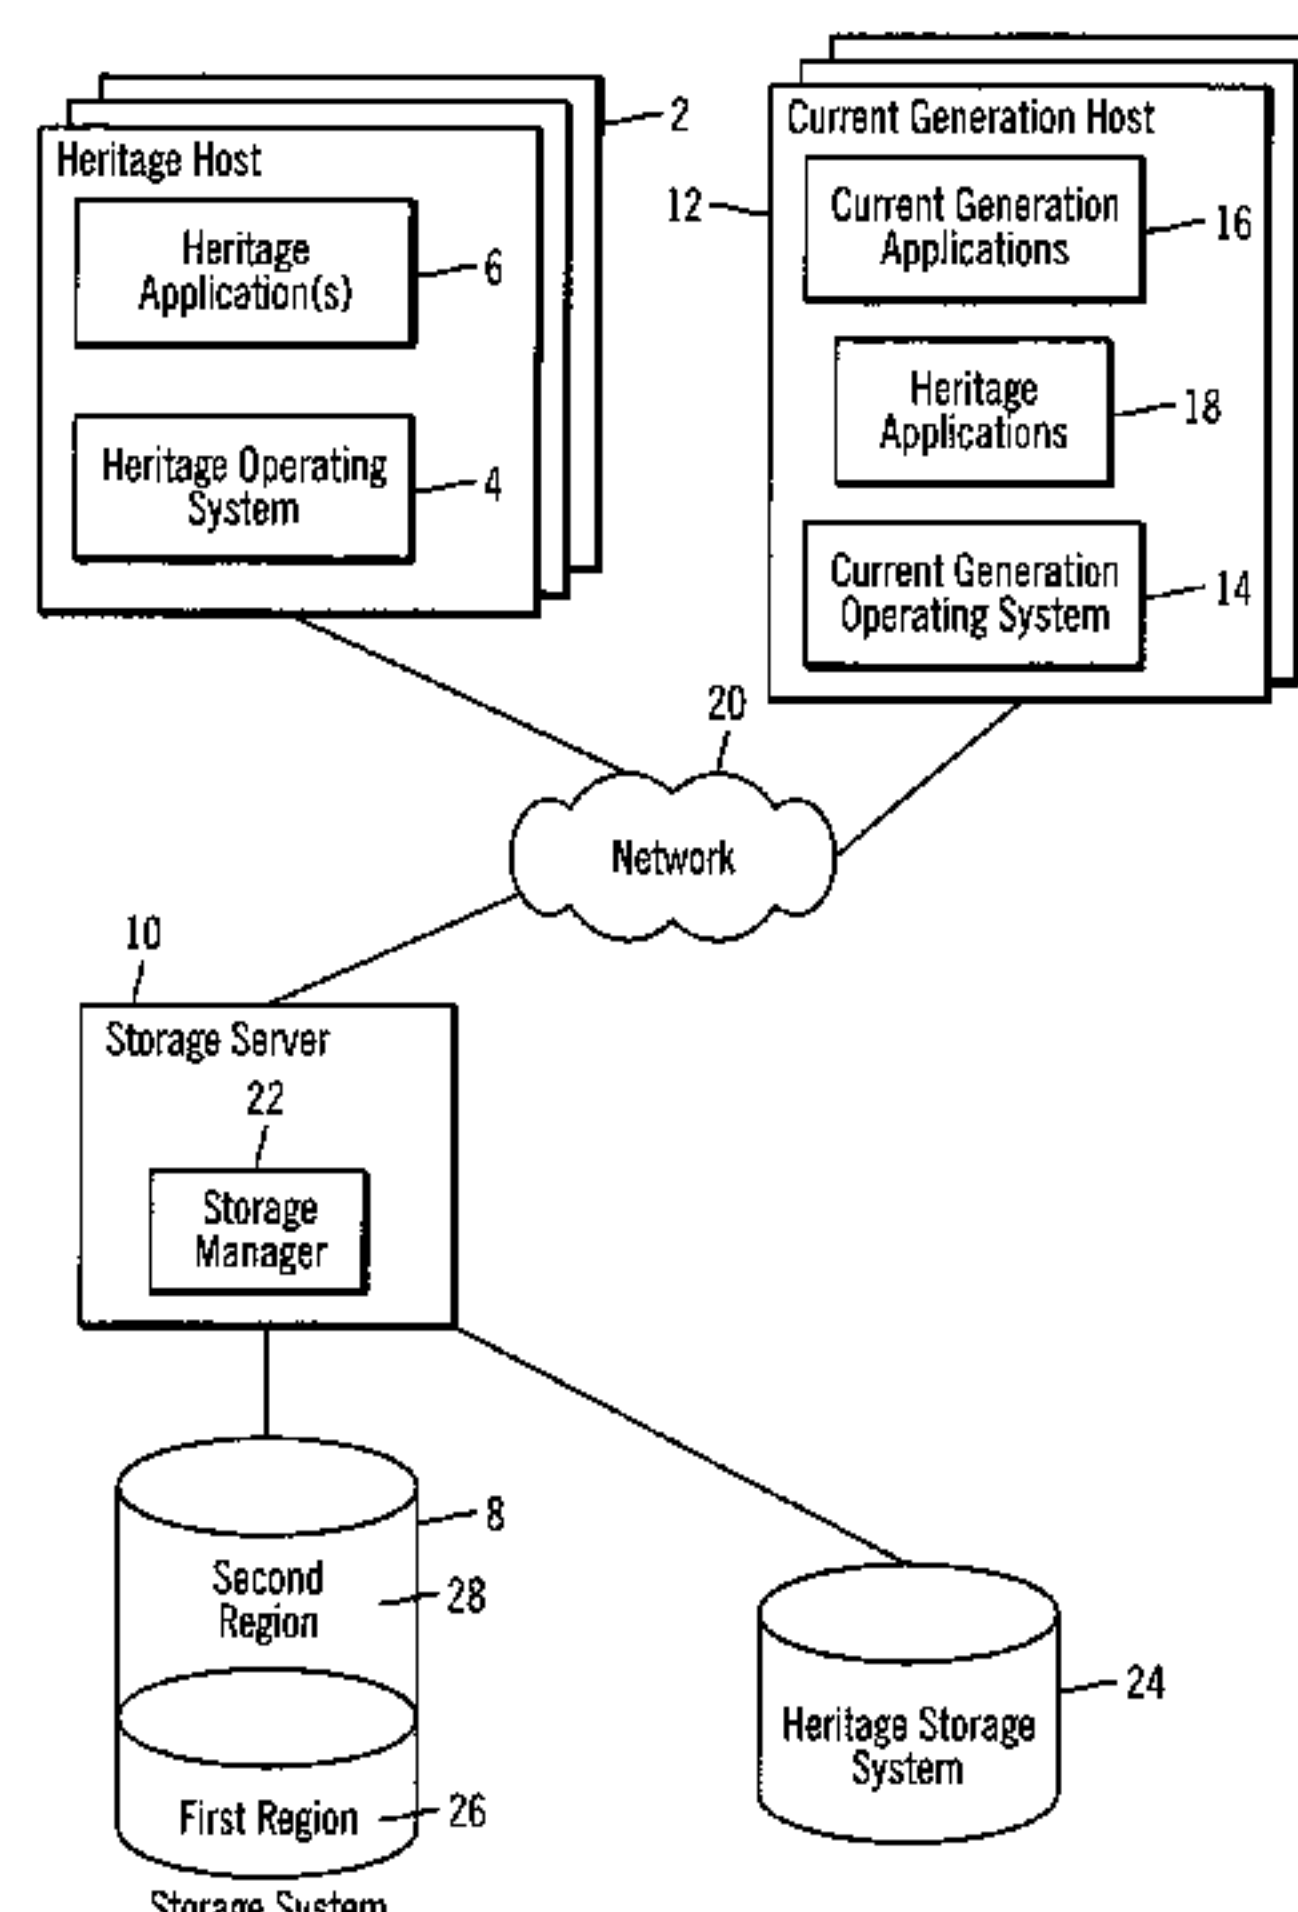 2
Heritage Host
Heritage
Application(s)
6
Heritage Operating
System
4
Current Generation Host
12
Current Generation
Applications
16
Heritage
Applications
18
Current Generation
Operating System
14
20
Network
10
Storage Server
22
Storage
Manager
8
Second
Region
28
First Region
26
Storage System
Heritage Storage
System
24